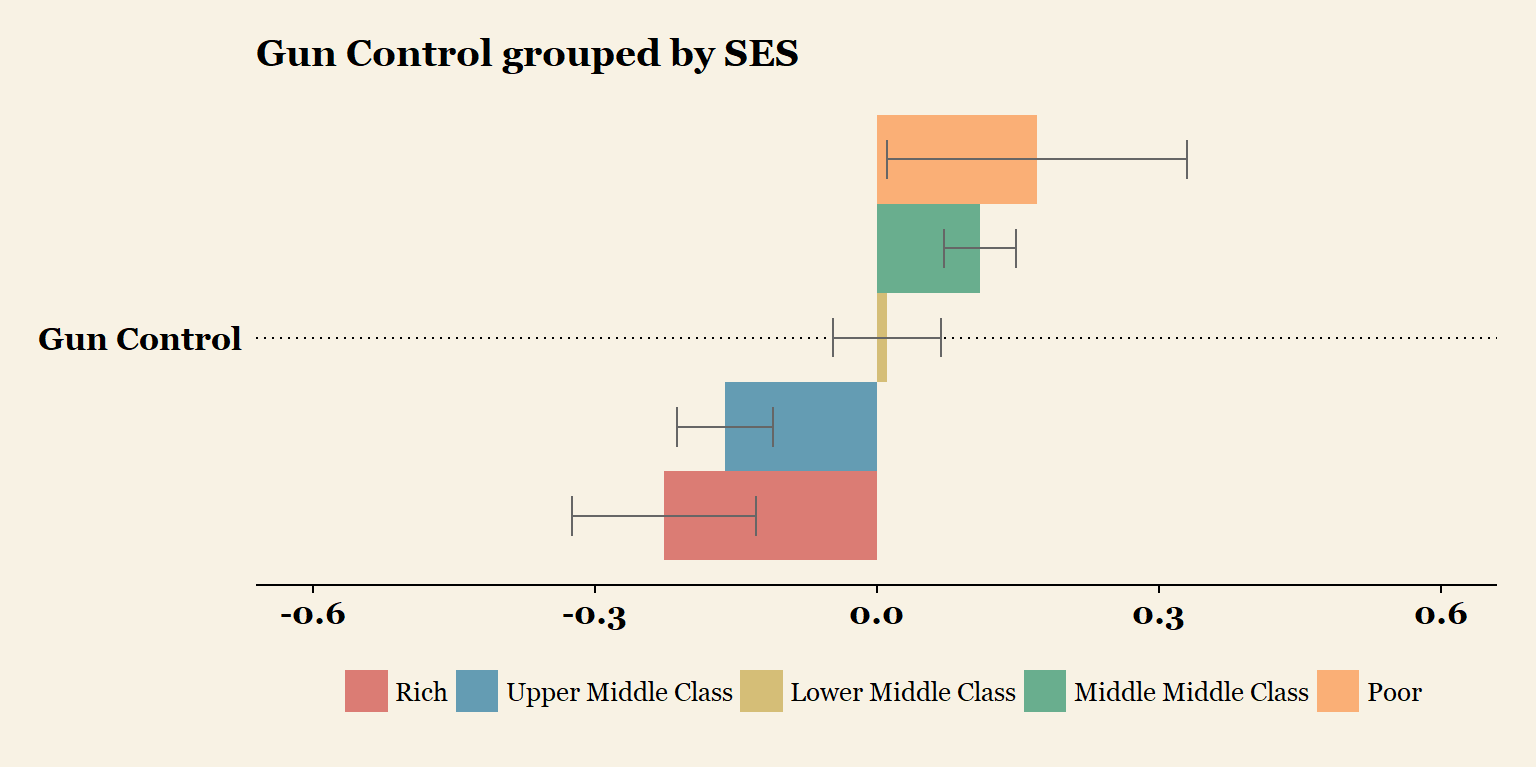 Gun Control grouped by SES
Gun Control
-0.6 -0.3 0.0 0.3 0.6
Rich Upper Middle Class Lower Middle Class Middle Middle Class Poor